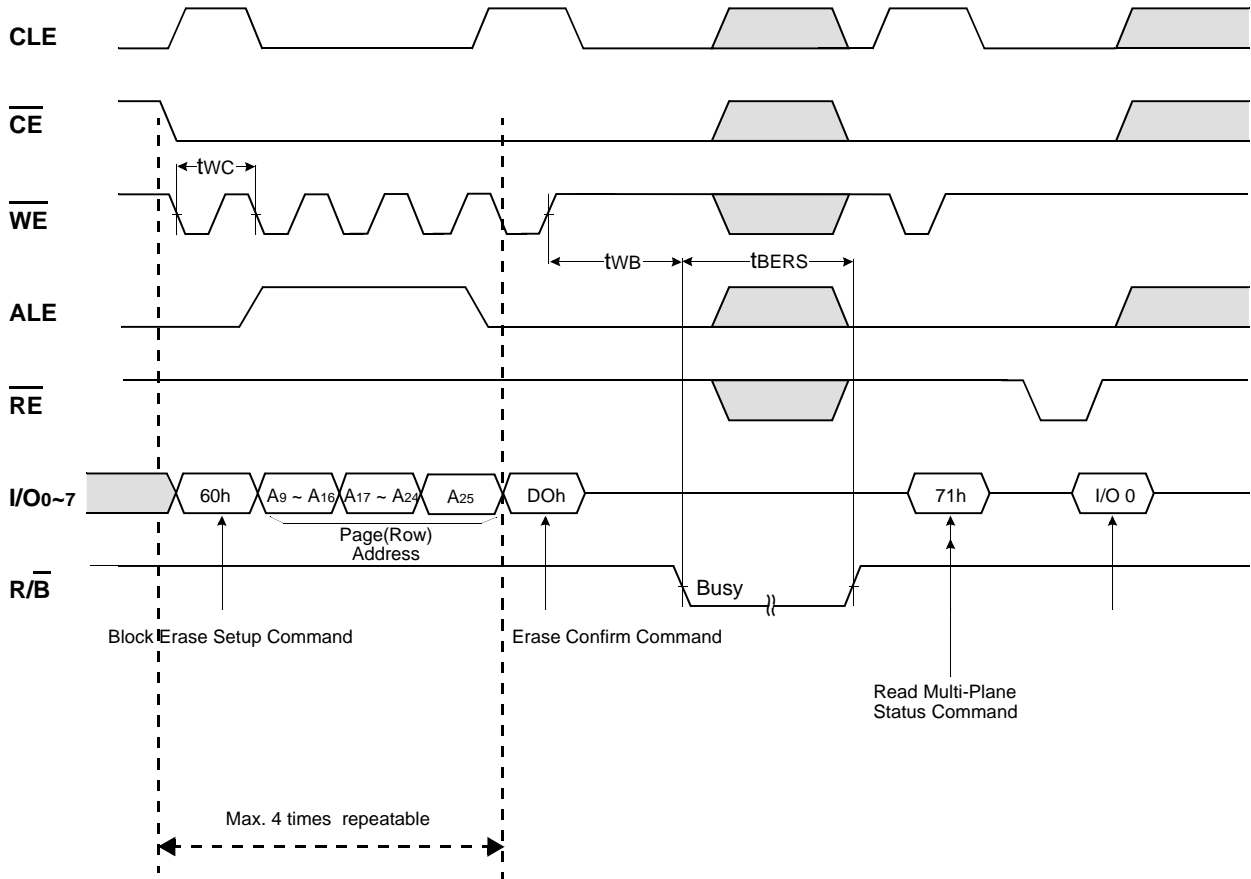 CLE
CE
tWC
WE
tWB
tBERS
ALE
RE
I/O0~7
60h
A9 ~ A16
A17 ~ A24
A25
DOh
71h
I/O 0
Page(Row)
Address
R/B
Busy
Block Erase Setup Command
Erase Confirm Command
Read Multi-Plane
Status Command
Max. 4 times repeatable